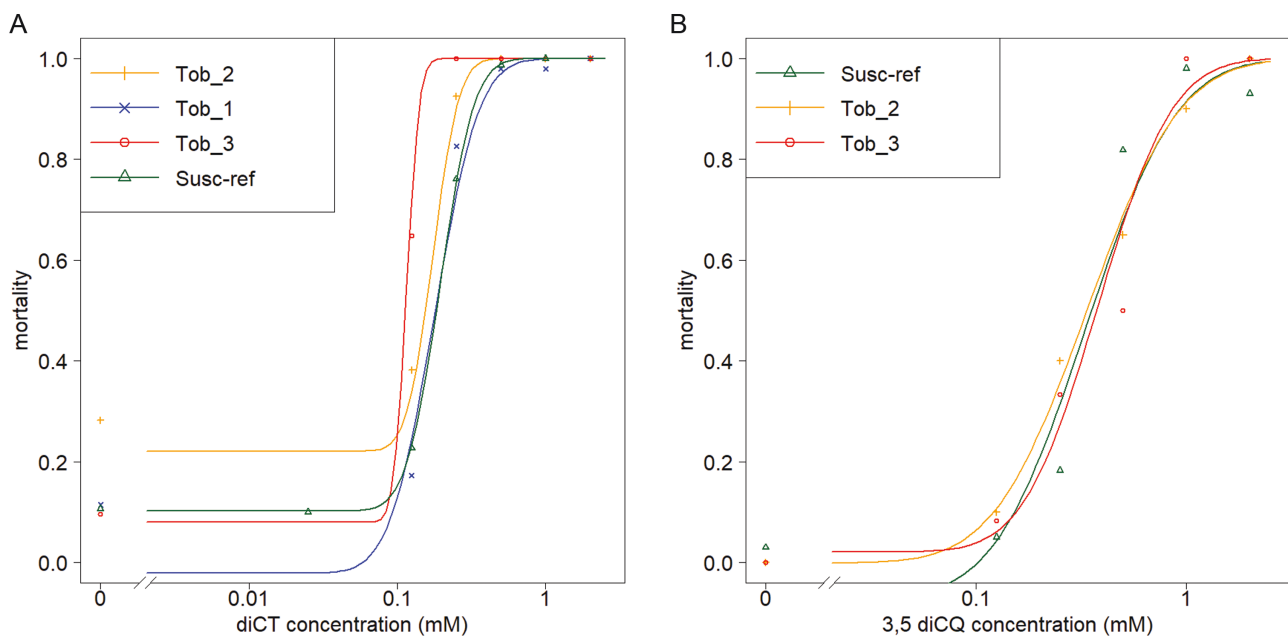 A
Tob_2
Tob_1
Tob_3
Susc-ref
1.0
0.8
0.6
0.4
0.2
0.0
mortality
0 0.01 0.1 1
diCT concentration (mM)
B
Susc-ref
Tob_2
Tob_3
1.0
0.8
0.6
0.4
0.2
0.0
mortality
0 0.1 1
3,5 diCQ concentration (mM)